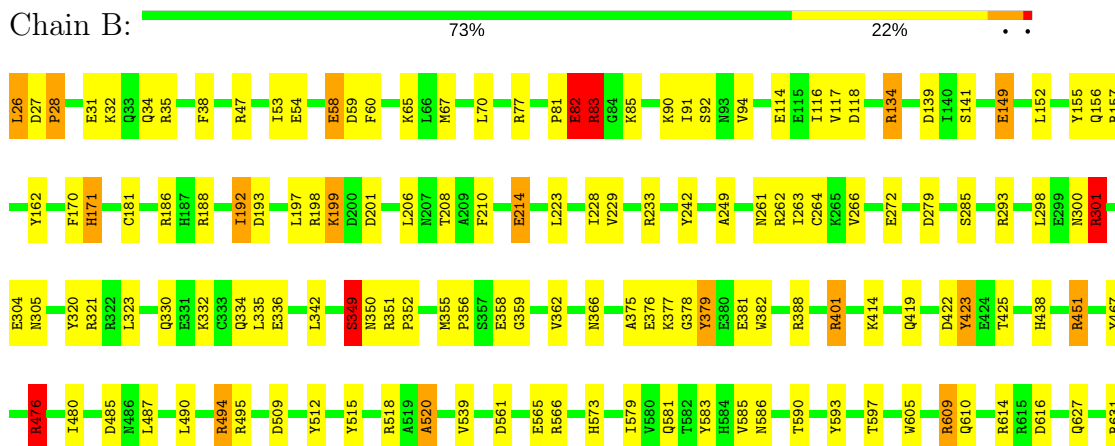 Chain B:
73% 22% . .
L26 D27 P28 E31 K32 Q33 Q34 R35 F38 R47 I53 E54 E58 D59 F60 K65 L66 M67 L70 R77 P81 E82 R83 G84 K85 K90 I91 S92 N93 V94 E114 E115 I116 V117 D118 R134 D139 I140 S141 E149 L152 Y155 Q156 R157
Y162 F170 H171 C181 R186 H187 R188 I192 D193 L197 R198 K199 D200 D201 L206 N207 T208 A209 F210 E214 L223 I228 V229 R233 Y242 A249 N261 R262 I263 C264 K265 V266 E272 D279 S285 R293 L298 E299 N300 R301
E304 N305 Y320 R321 R322 L323 Q330 E331 K332 C333 Q334 L335 E336 L342 S349 N350 R351 P352 M355 P356 S357 E358 G359 V362 N366 A375 E376 K377 G378 Y379 E380 E381 W382 R388 R401 K414 Q419 D422 Y423 E424 T425 H438 R451 Y467
R476 I480 D485 N486 L487 L490 R494 R495 D509 Y512 Y515 R518 A519 A520 V539 D561 E565 R566 H573 I579 V580 Q581 T582 Y583 H584 V585 N586 T590 Y593 T597 W605 R609 Q610 R614 R615 D616 Q627